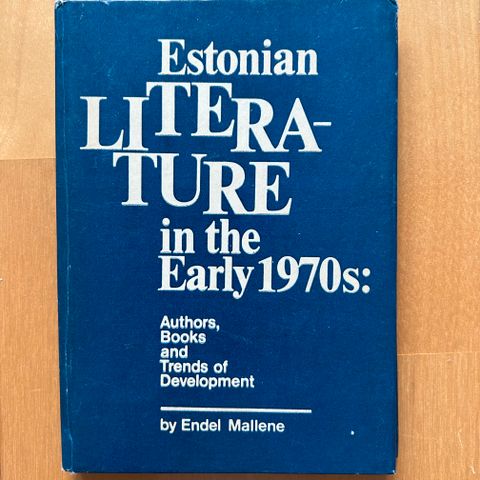 Estonian
LITERA-
TURE
in the
Early 1970s:
Authors,
Books
and
Trends of
Development
by Endel Mallene